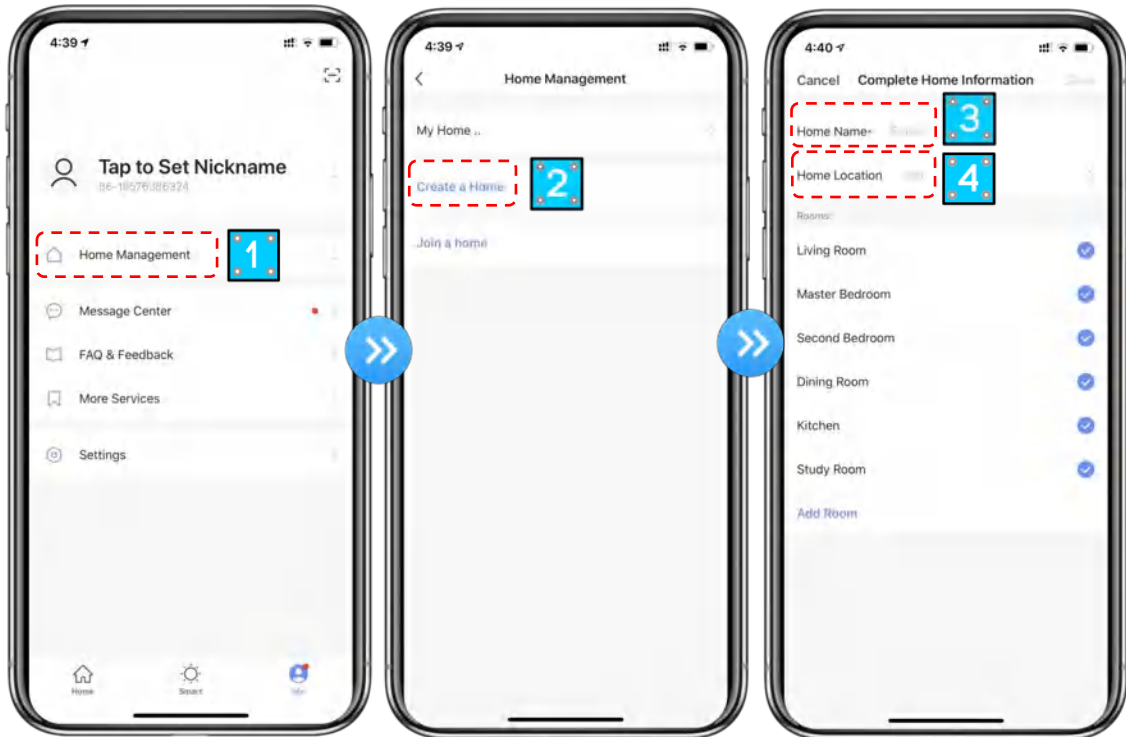 4:39
Tap to Set Nickname
Home Management
1
Message Center
FAQ & Feedback
More Services
Settings
Home
Smart
4:39
Home Management
My Home ..
Create a Home
2
Join a home
4:40
Cancel Complete Home Information
Home Name
3
Home Location
4
Rooms:
Living Room
Master Bedroom
Second Bedroom
Dining Room
Kitchen
Study Room
Add Room